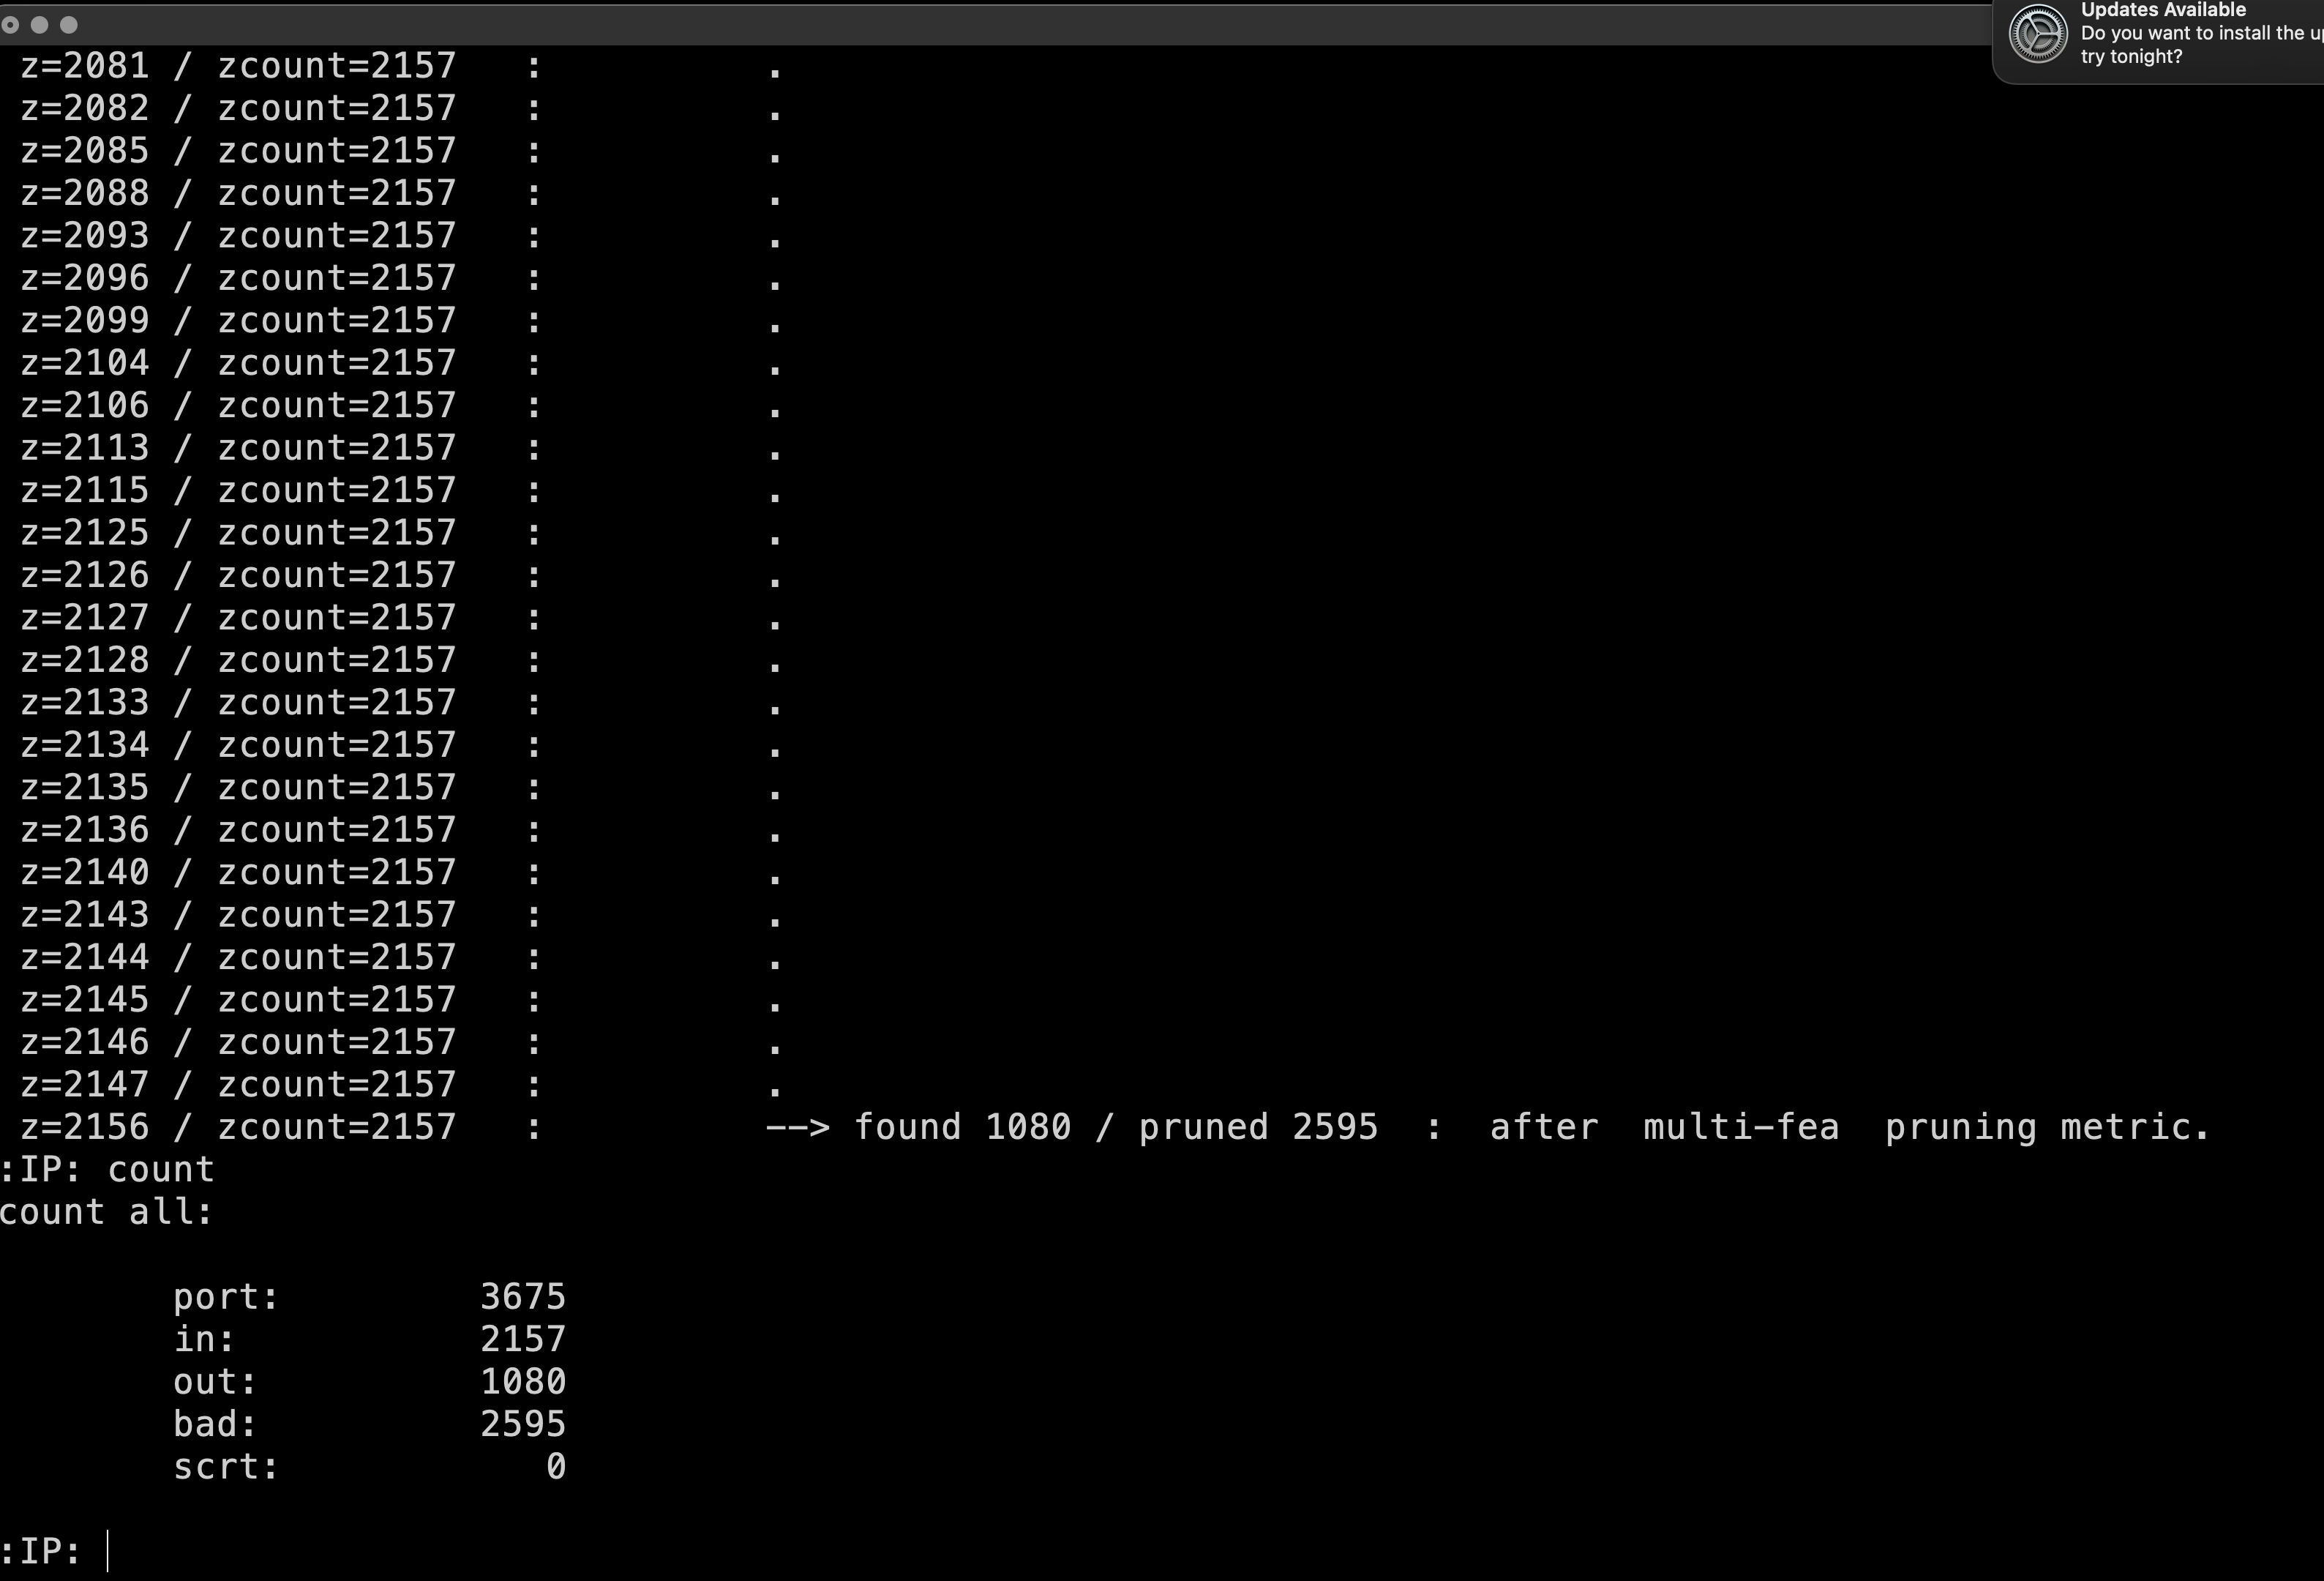 Updates Available
Do you want to install the
try tonight?
z=2081 / zcount=2157 : .
z=2082 / zcount=2157 : .
z=2085 / zcount=2157 : .
z=2088 / zcount=2157 : .
z=2093 / zcount=2157 : .
z=2096 / zcount=2157 : .
z=2099 / zcount=2157 : .
z=2104 / zcount=2157 : .
z=2106 / zcount=2157 : .
z=2113 / zcount=2157 : .
z=2115 / zcount=2157 : .
z=2125 / zcount=2157 : .
z=2126 / zcount=2157 : .
z=2127 / zcount=2157 : .
z=2128 / zcount=2157 : .
z=2133 / zcount=2157 : .
z=2134 / zcount=2157 : .
z=2135 / zcount=2157 : .
z=2136 / zcount=2157 : .
z=2140 / zcount=2157 : .
z=2143 / zcount=2157 : .
z=2144 / zcount=2157 : .
z=2145 / zcount=2157 : .
z=2146 / zcount=2157 : .
z=2147 / zcount=2157 : .
z=2156 / zcount=2157 : --> found 1080 / pruned 2595 : after multi-fea pruning metric.
:IP: count
count all:
port: 3675
in: 2157
out: 1080
bad: 2595
scrt: 0
:IP: